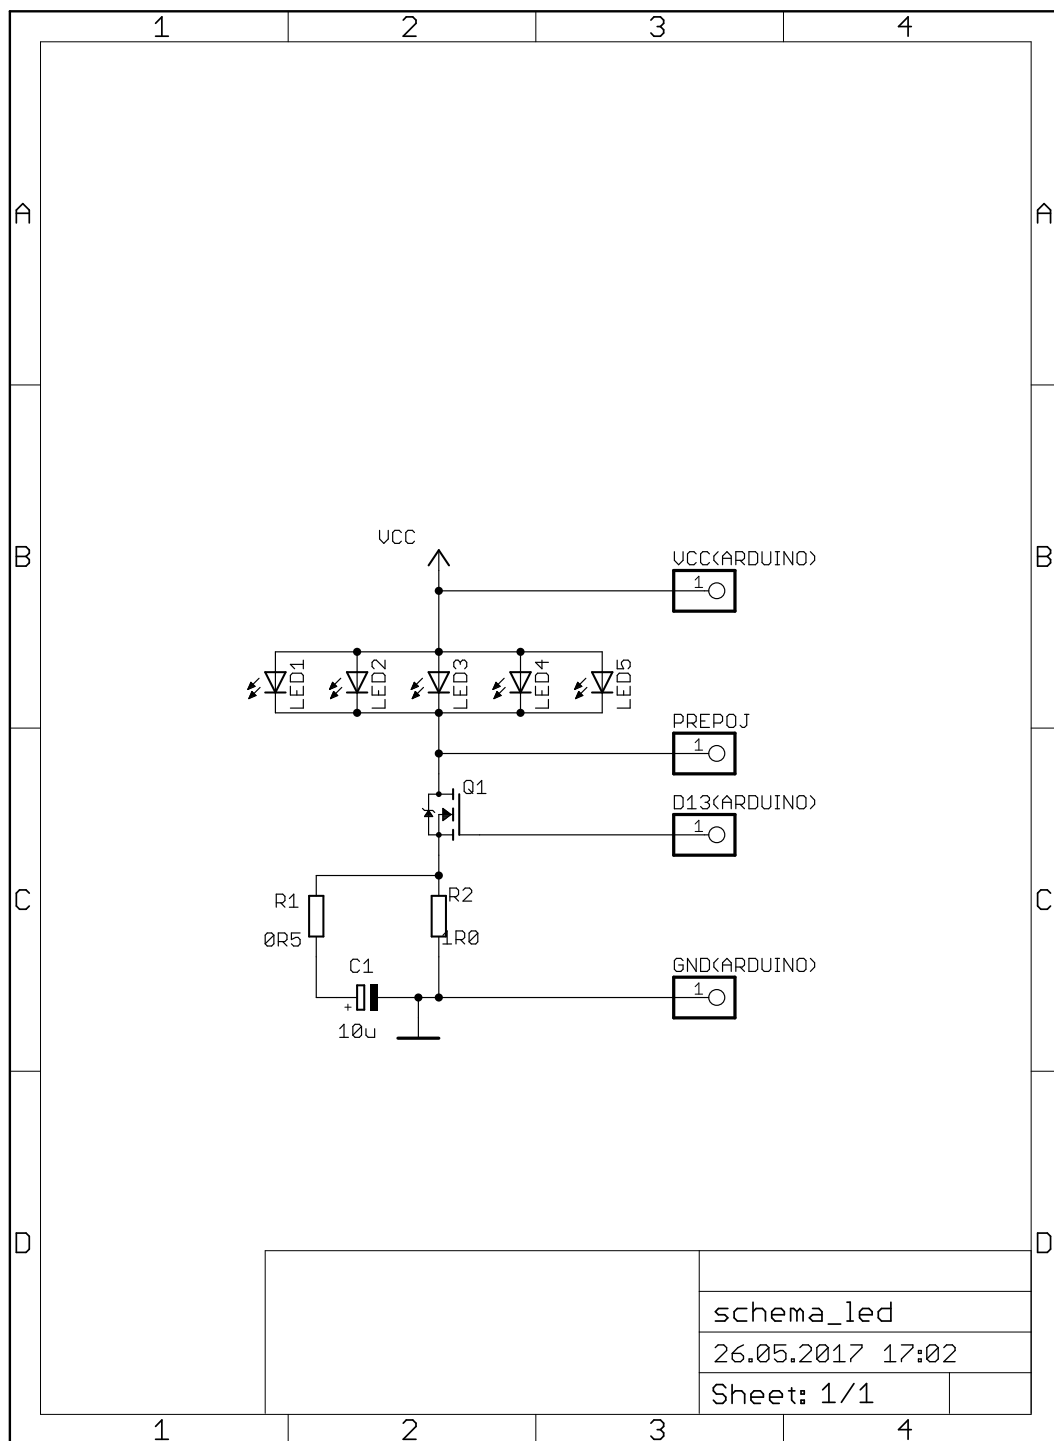 1 2 3 4
A A
VCC
B VCC(ARDUINO) B
1
LED1 LED2 LED3 LED4 LED5
PREPOJ
1
Q1 D13(ARDUINO)
1
C R1 R2 C
0R5 1R0
C1 GND(ARDUINO)
1
+
10u
D D
schema_led
26.05.2017 17:02
Sheet: 1/1
1 2 3 4